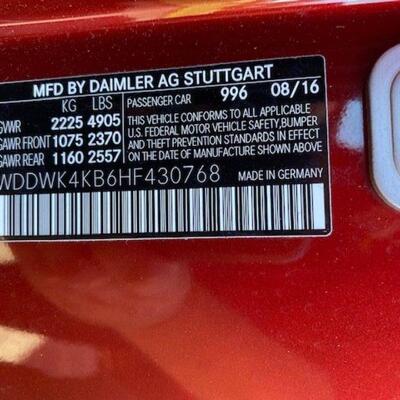 MFD BY DAIMLER AG STUTTGART
KG LBS PASSENGER CAR 996 08/16
GVWR 2225 4905 THIS VEHICLE CONFORMS TO ALL APPLICABLE
GAWR FRONT 1075 2370 U.S. FEDERAL MOTOR VEHICLE SAFETY, BUMPER,
GAWR REAR 1160 2557 AND THEFT PREVENTION STANDARDS IN EFFECT ON THE DATE OF MANUFACTURE SHOWN ABOVE.
WDDWK4KB6HF430768 MADE IN GERMANY